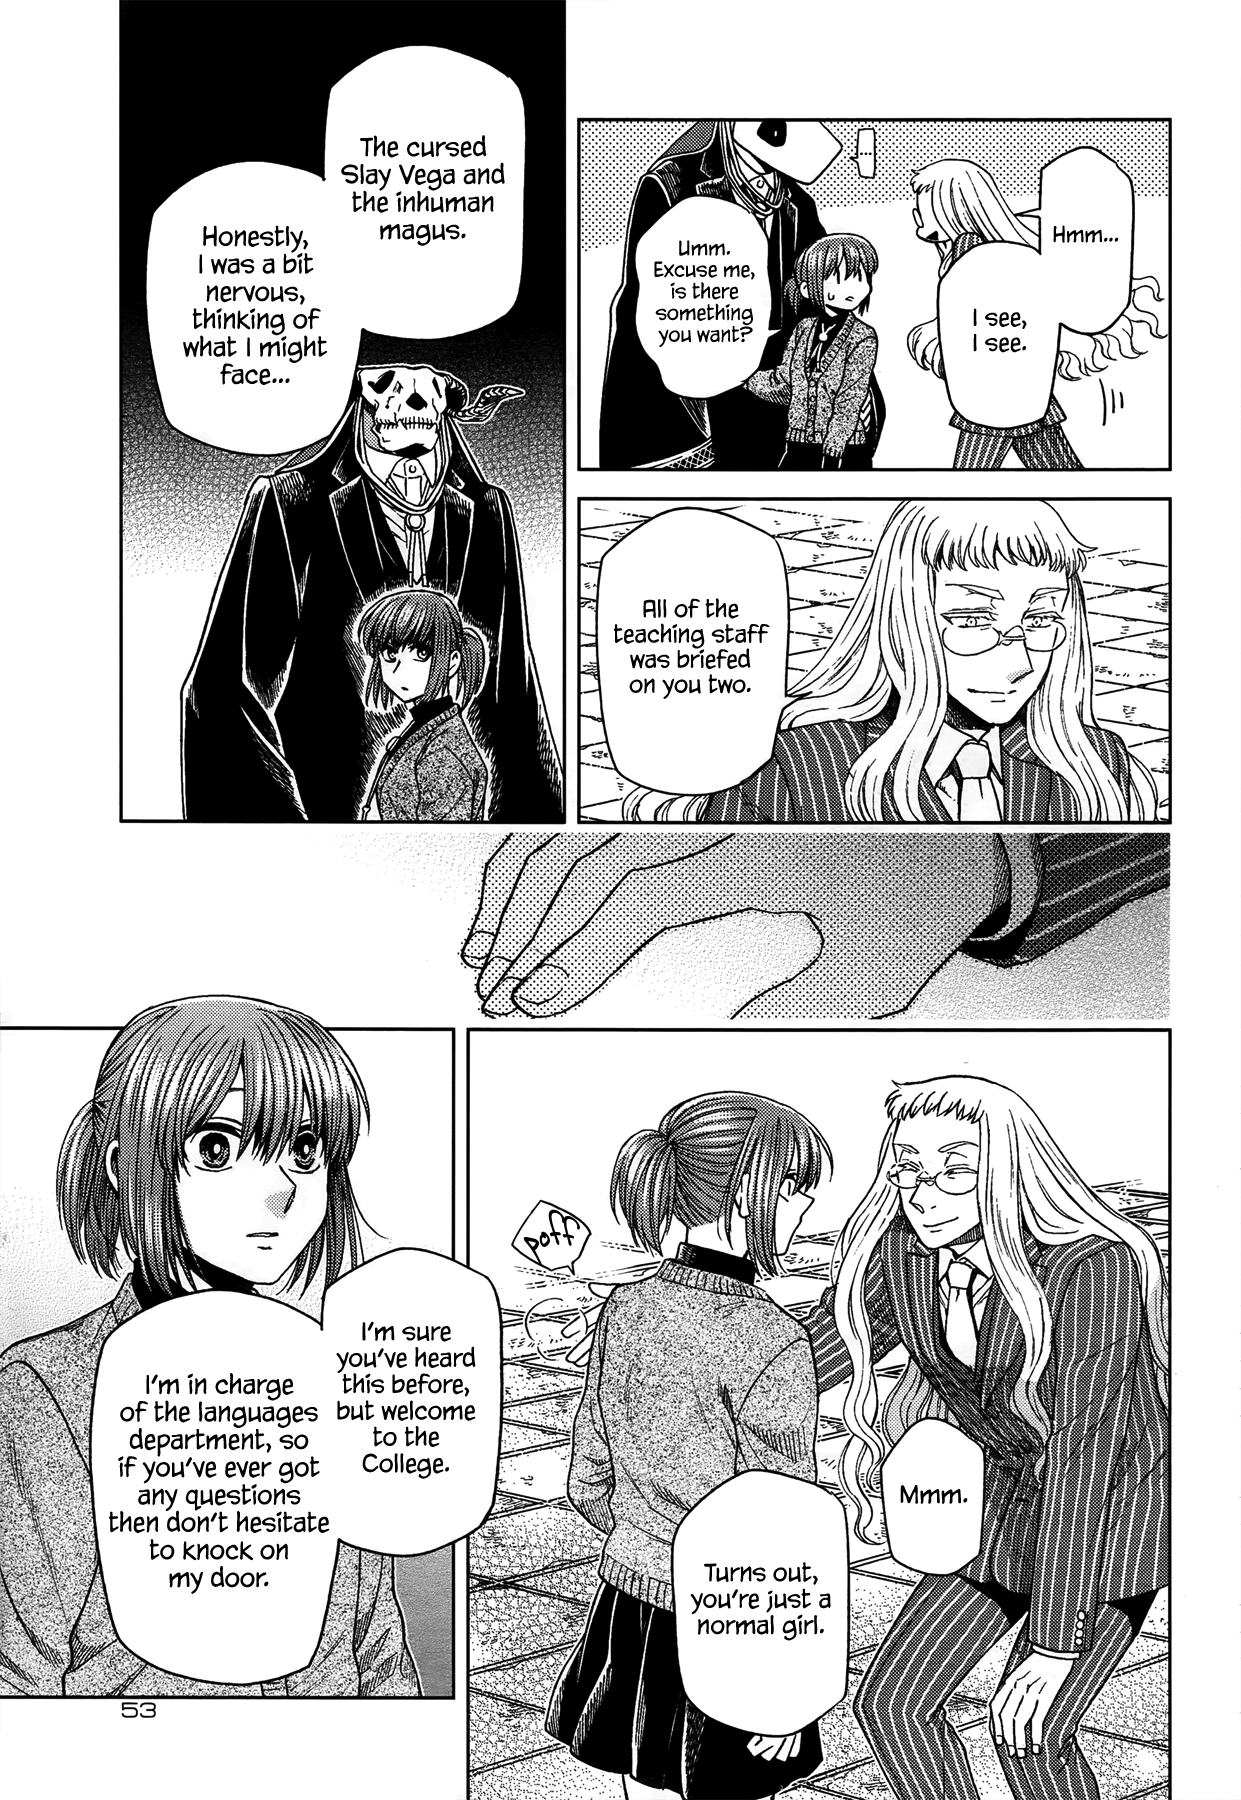 Hmm...
I see,
I see.
....
Umm.
Excuse me,
is there
something
you want?
All of the
teaching staff
was briefed
on you two.
The cursed
Slay Vega and
the inhuman
magus.
Honestly,
I was a bit
nervous,
thinking of
what I might
face...
Mmm.
poff
Turns out,
you're just a
normal girl.
I'm sure
you've heard
this before,
but welcome
to the
College.
I'm in charge
of the languages
department, so
if you've ever got
any questions
then don't hesitate
to knock on
my door.
53